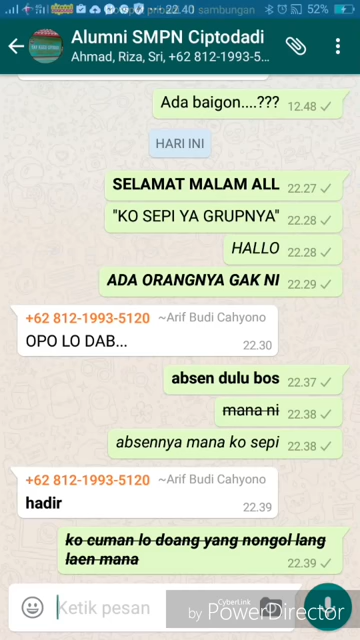 22.40
52%
Alumni SMPN Ciptodadi
Ahmad, Riza, Sri, +62 812-1993-5...
Ada baigon....???
12.48
HARI INI
SELAMAT MALAM ALL
22.27
"KO SEPI YA GRUPNYA"
22.28
HALLO
22.28
ADA ORANGNYA GAK NI
22.29
+62 812-1993-5120 ~Arif Budi Cahyono
OPO LO DAB...
22.30
absen dulu bos
22.37
mana ni
22.38
absennya mana ko sepi
22.38
+62 812-1993-5120 ~Arif Budi Cahyono
hadir
22.39
ko cuman lo doang yang nongol lang
laen mana
22.39
Ketik pesan
CyberLink
by PowerDirector